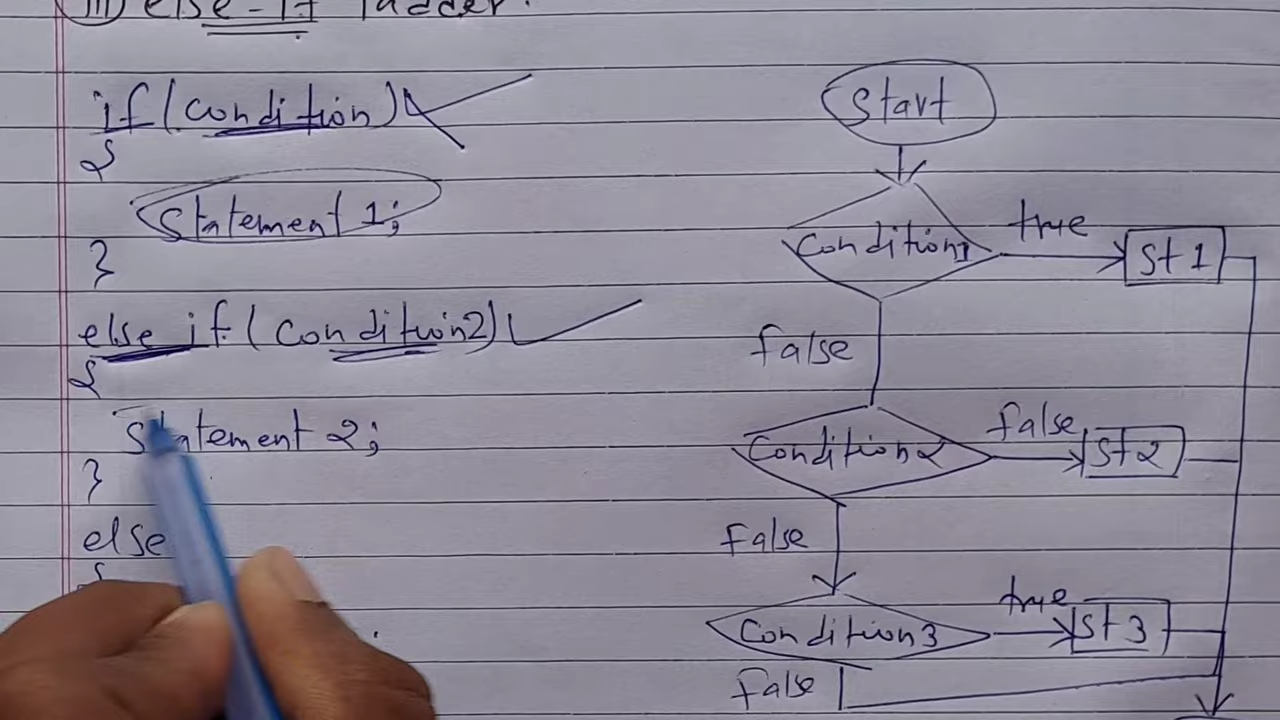 (iii) else-if ladder.
if(condition)
{
Statement 1;
}
else if(Condition2)
{
Statement 2;
}
else
{
Start
Condition1
true
St 1
false
Condition2
false
St 2
False
Condition3
true
St 3
False